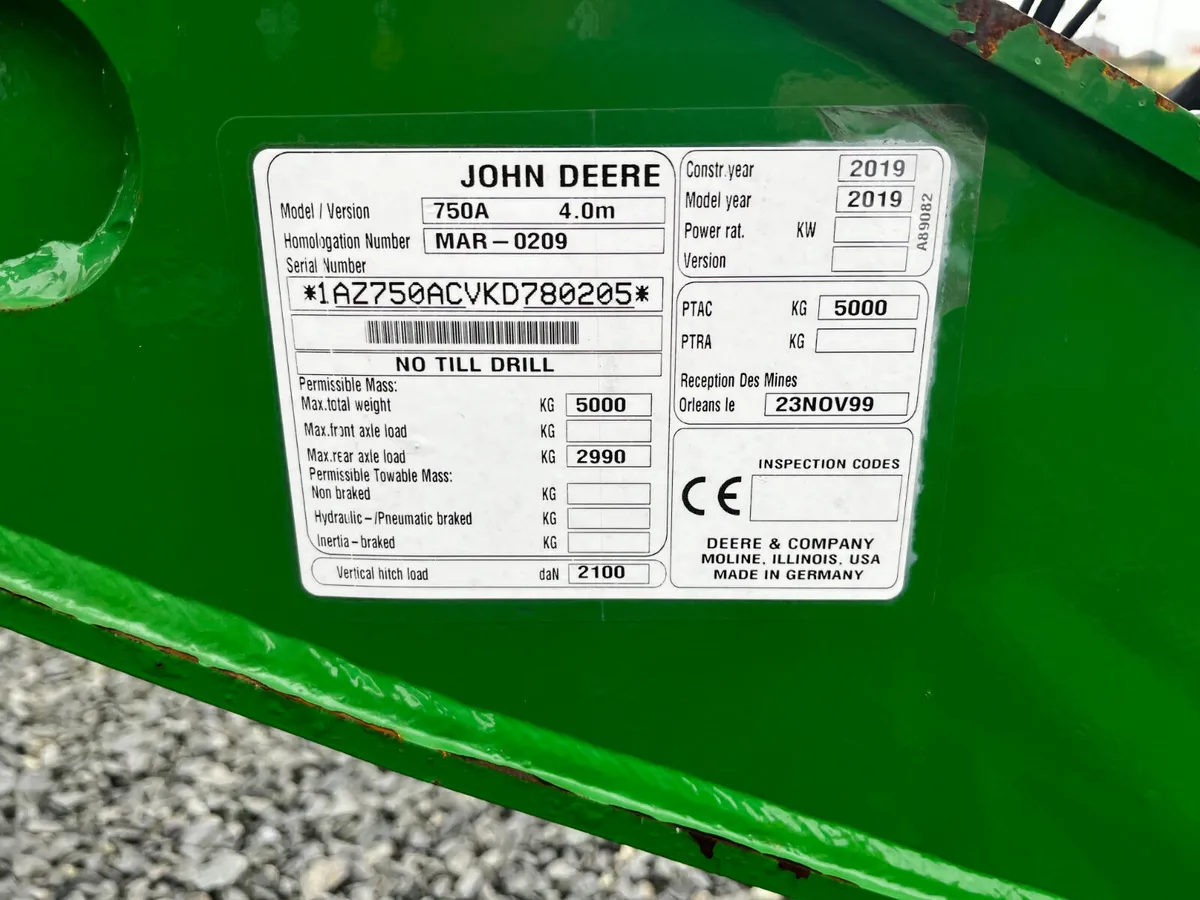 JOHN DEERE
Model / Version 750A 4.0m
Homologation Number MAR-0209
Serial Number
*1AZ750ACVKD780205*
NO TILL DRILL
Permissible Mass:
Max.total weight KG 5000
Max.front axle load KG
Max.rear axle load KG 2990
Permissible Towable Mass:
Non braked KG
Hydraulic-/Pneumatic braked KG
Inertia-braked KG
Vertical hitch load daN 2100
Constr.year 2019
Model year 2019
Power rat. KW
Version
A89082
PTAC KG 5000
PTRA KG
Reception Des Mines
Orleans le 23NOV99
INSPECTION CODES
CE
DEERE & COMPANY
MOLINE, ILLINOIS, USA
MADE IN GERMANY